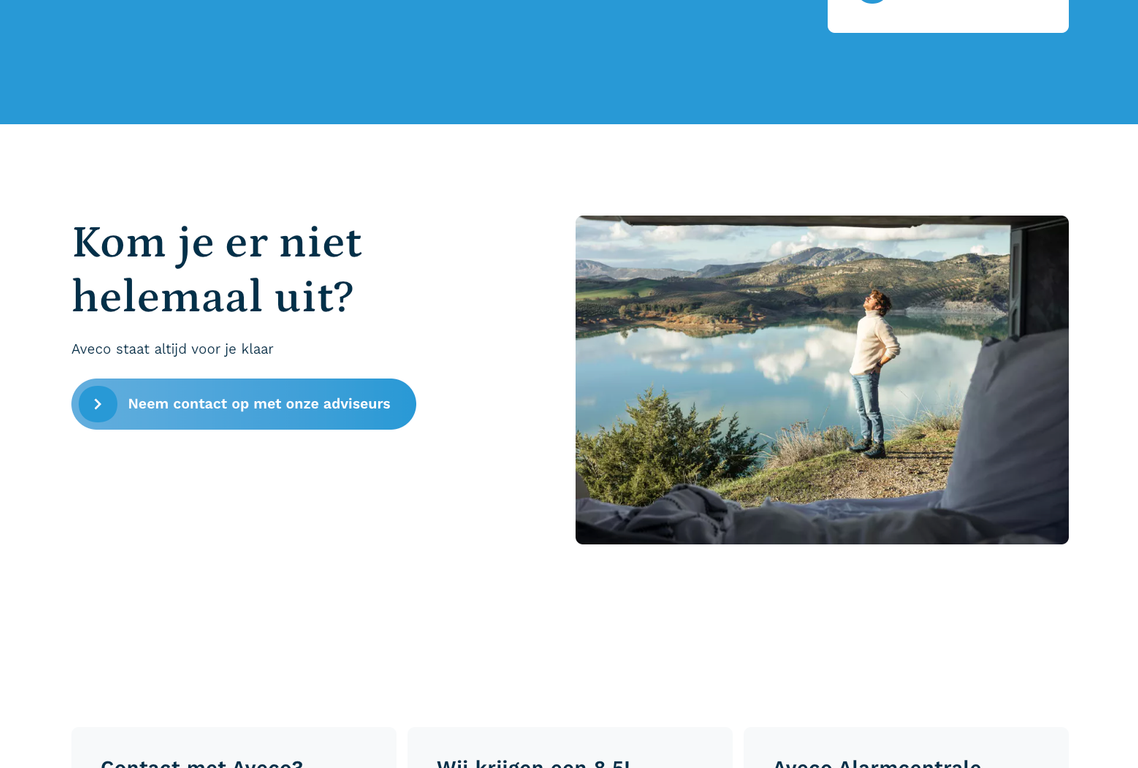 Kom je er niet
helemaal uit?
Aveco staat altijd voor je klaar
Neem contact op met onze adviseurs
Contact met Aveco?
Wij krijgen een 8,5!
Aveco Alarmcentrale